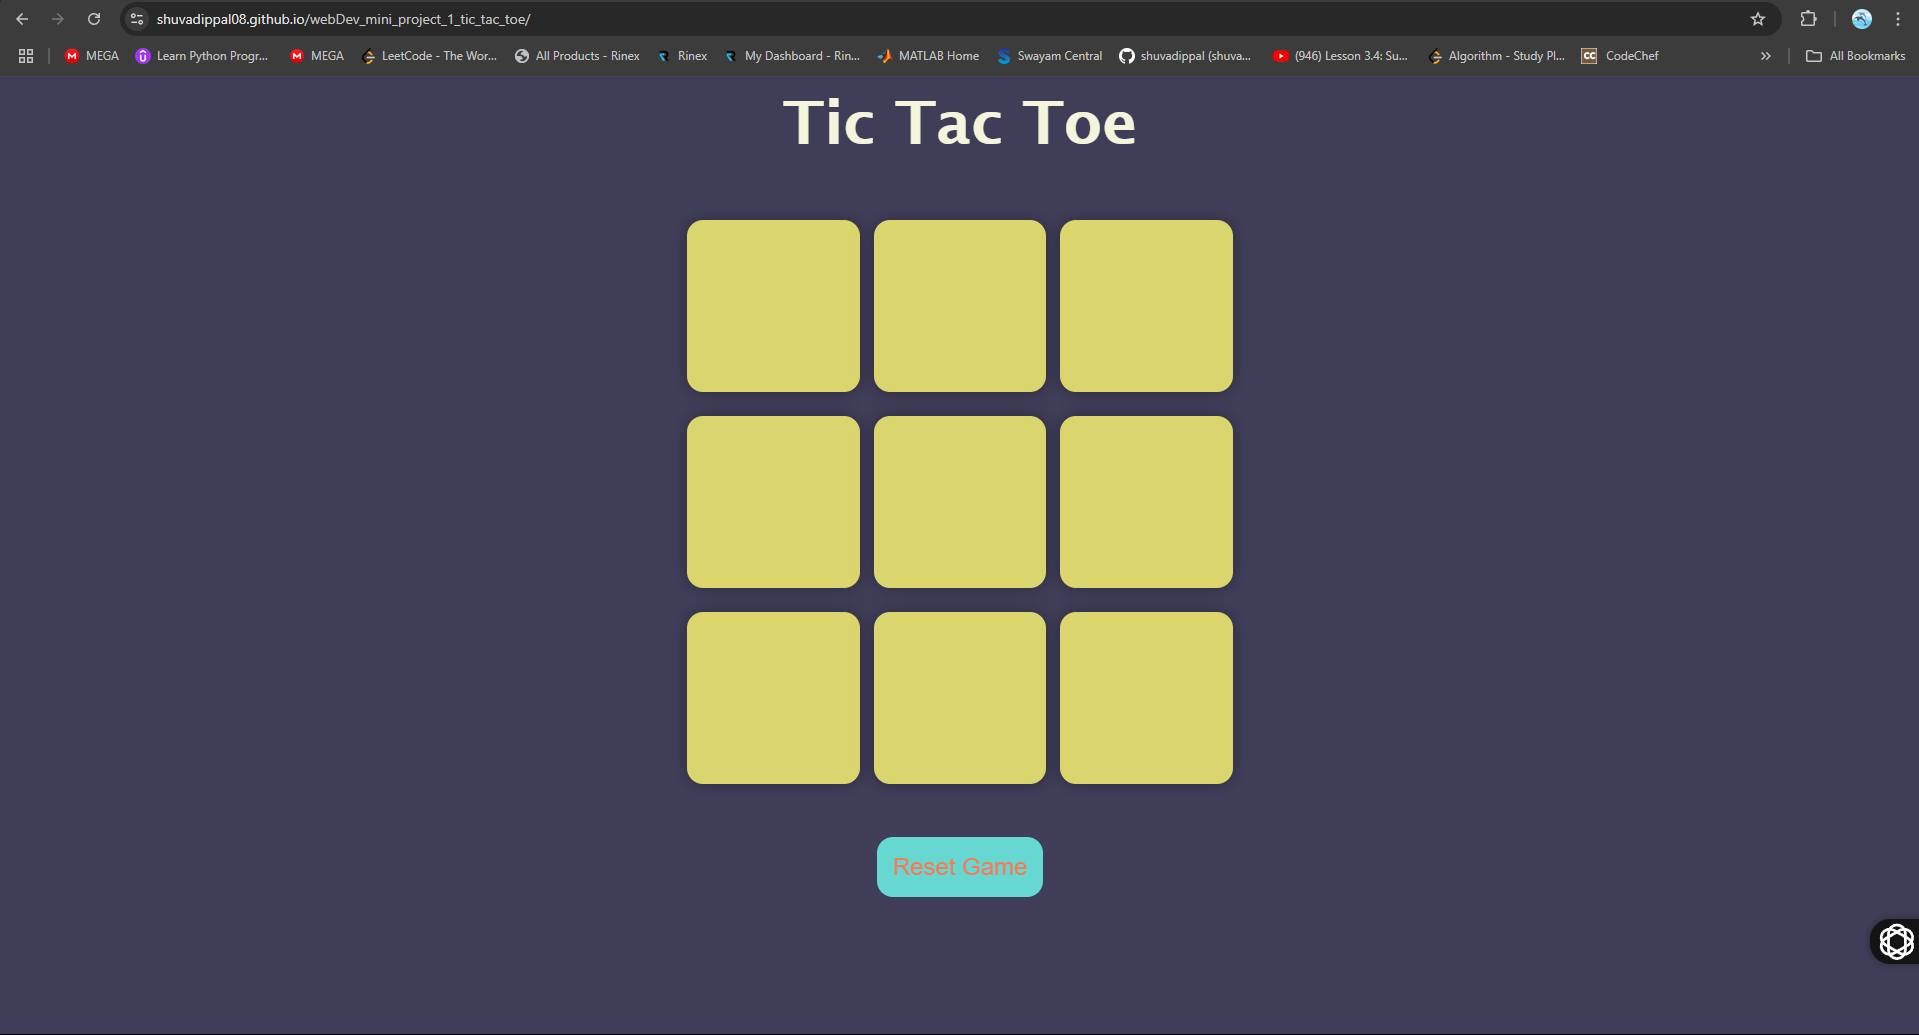 shuvadippal08.github.io/webDev_mini_project_1_tic_tac_toe/
MEGA Learn Python Progr... MEGA LeetCode - The Wor... All Products - Rinex Rinex My Dashboard - Rin... MATLAB Home Swayam Central shuvadippal (shuva... (946) Lesson 3.4: Su... Algorithm - Study Pl... CC CodeChef » All Bookmarks
Tic Tac Toe
Reset Game